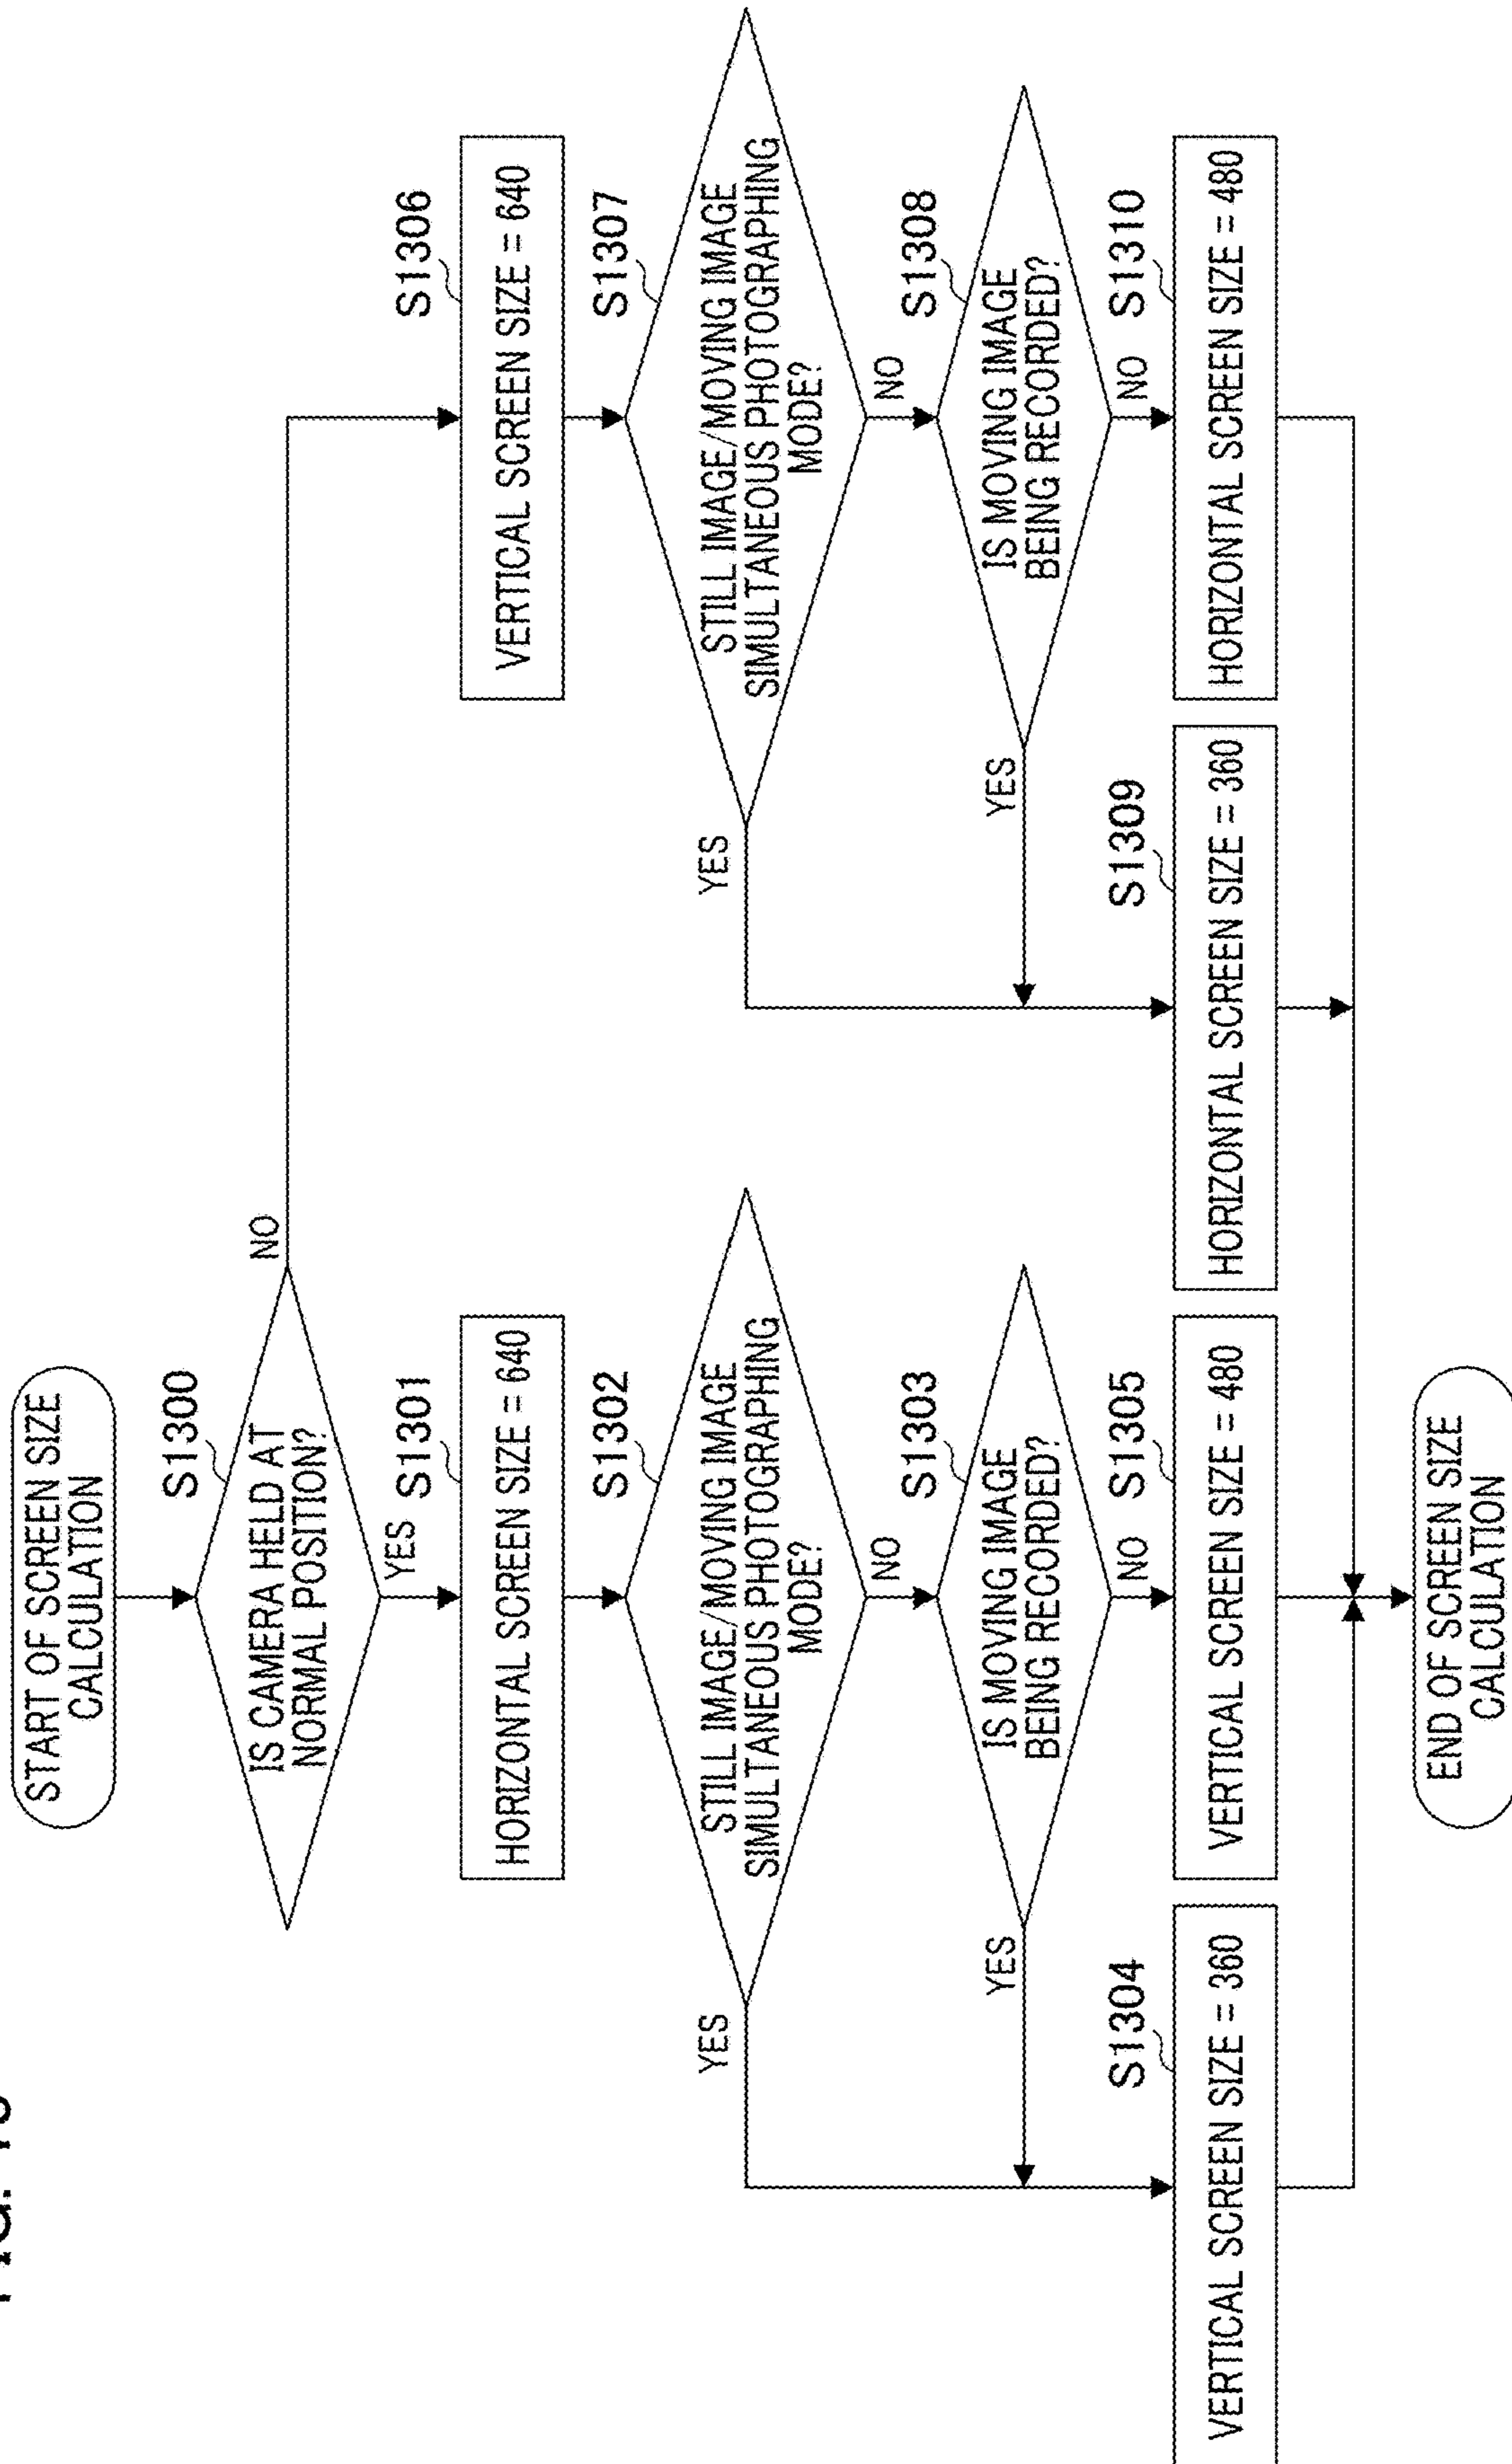 START OF SCREEN SIZE
CALCULATION
S1300
IS CAMERA HELD AT
NORMAL POSITION?
NO
YES
S1301
HORIZONTAL SCREEN SIZE = 640
S1306
VERTICAL SCREEN SIZE = 640
S1302
STILL IMAGE/MOVING IMAGE
SIMULTANEOUS PHOTOGRAPHING
MODE?
YES
NO
S1307
STILL IMAGE/MOVING IMAGE
SIMULTANEOUS PHOTOGRAPHING
MODE?
YES
NO
S1303
IS MOVING IMAGE
BEING RECORDED?
YES
NO
S1308
IS MOVING IMAGE
BEING RECORDED?
YES
NO
S1304
VERTICAL SCREEN SIZE = 360
S1305
VERTICAL SCREEN SIZE = 480
S1309
HORIZONTAL SCREEN SIZE = 360
S1310
HORIZONTAL SCREEN SIZE = 480
END OF SCREEN SIZE
CALCULATION